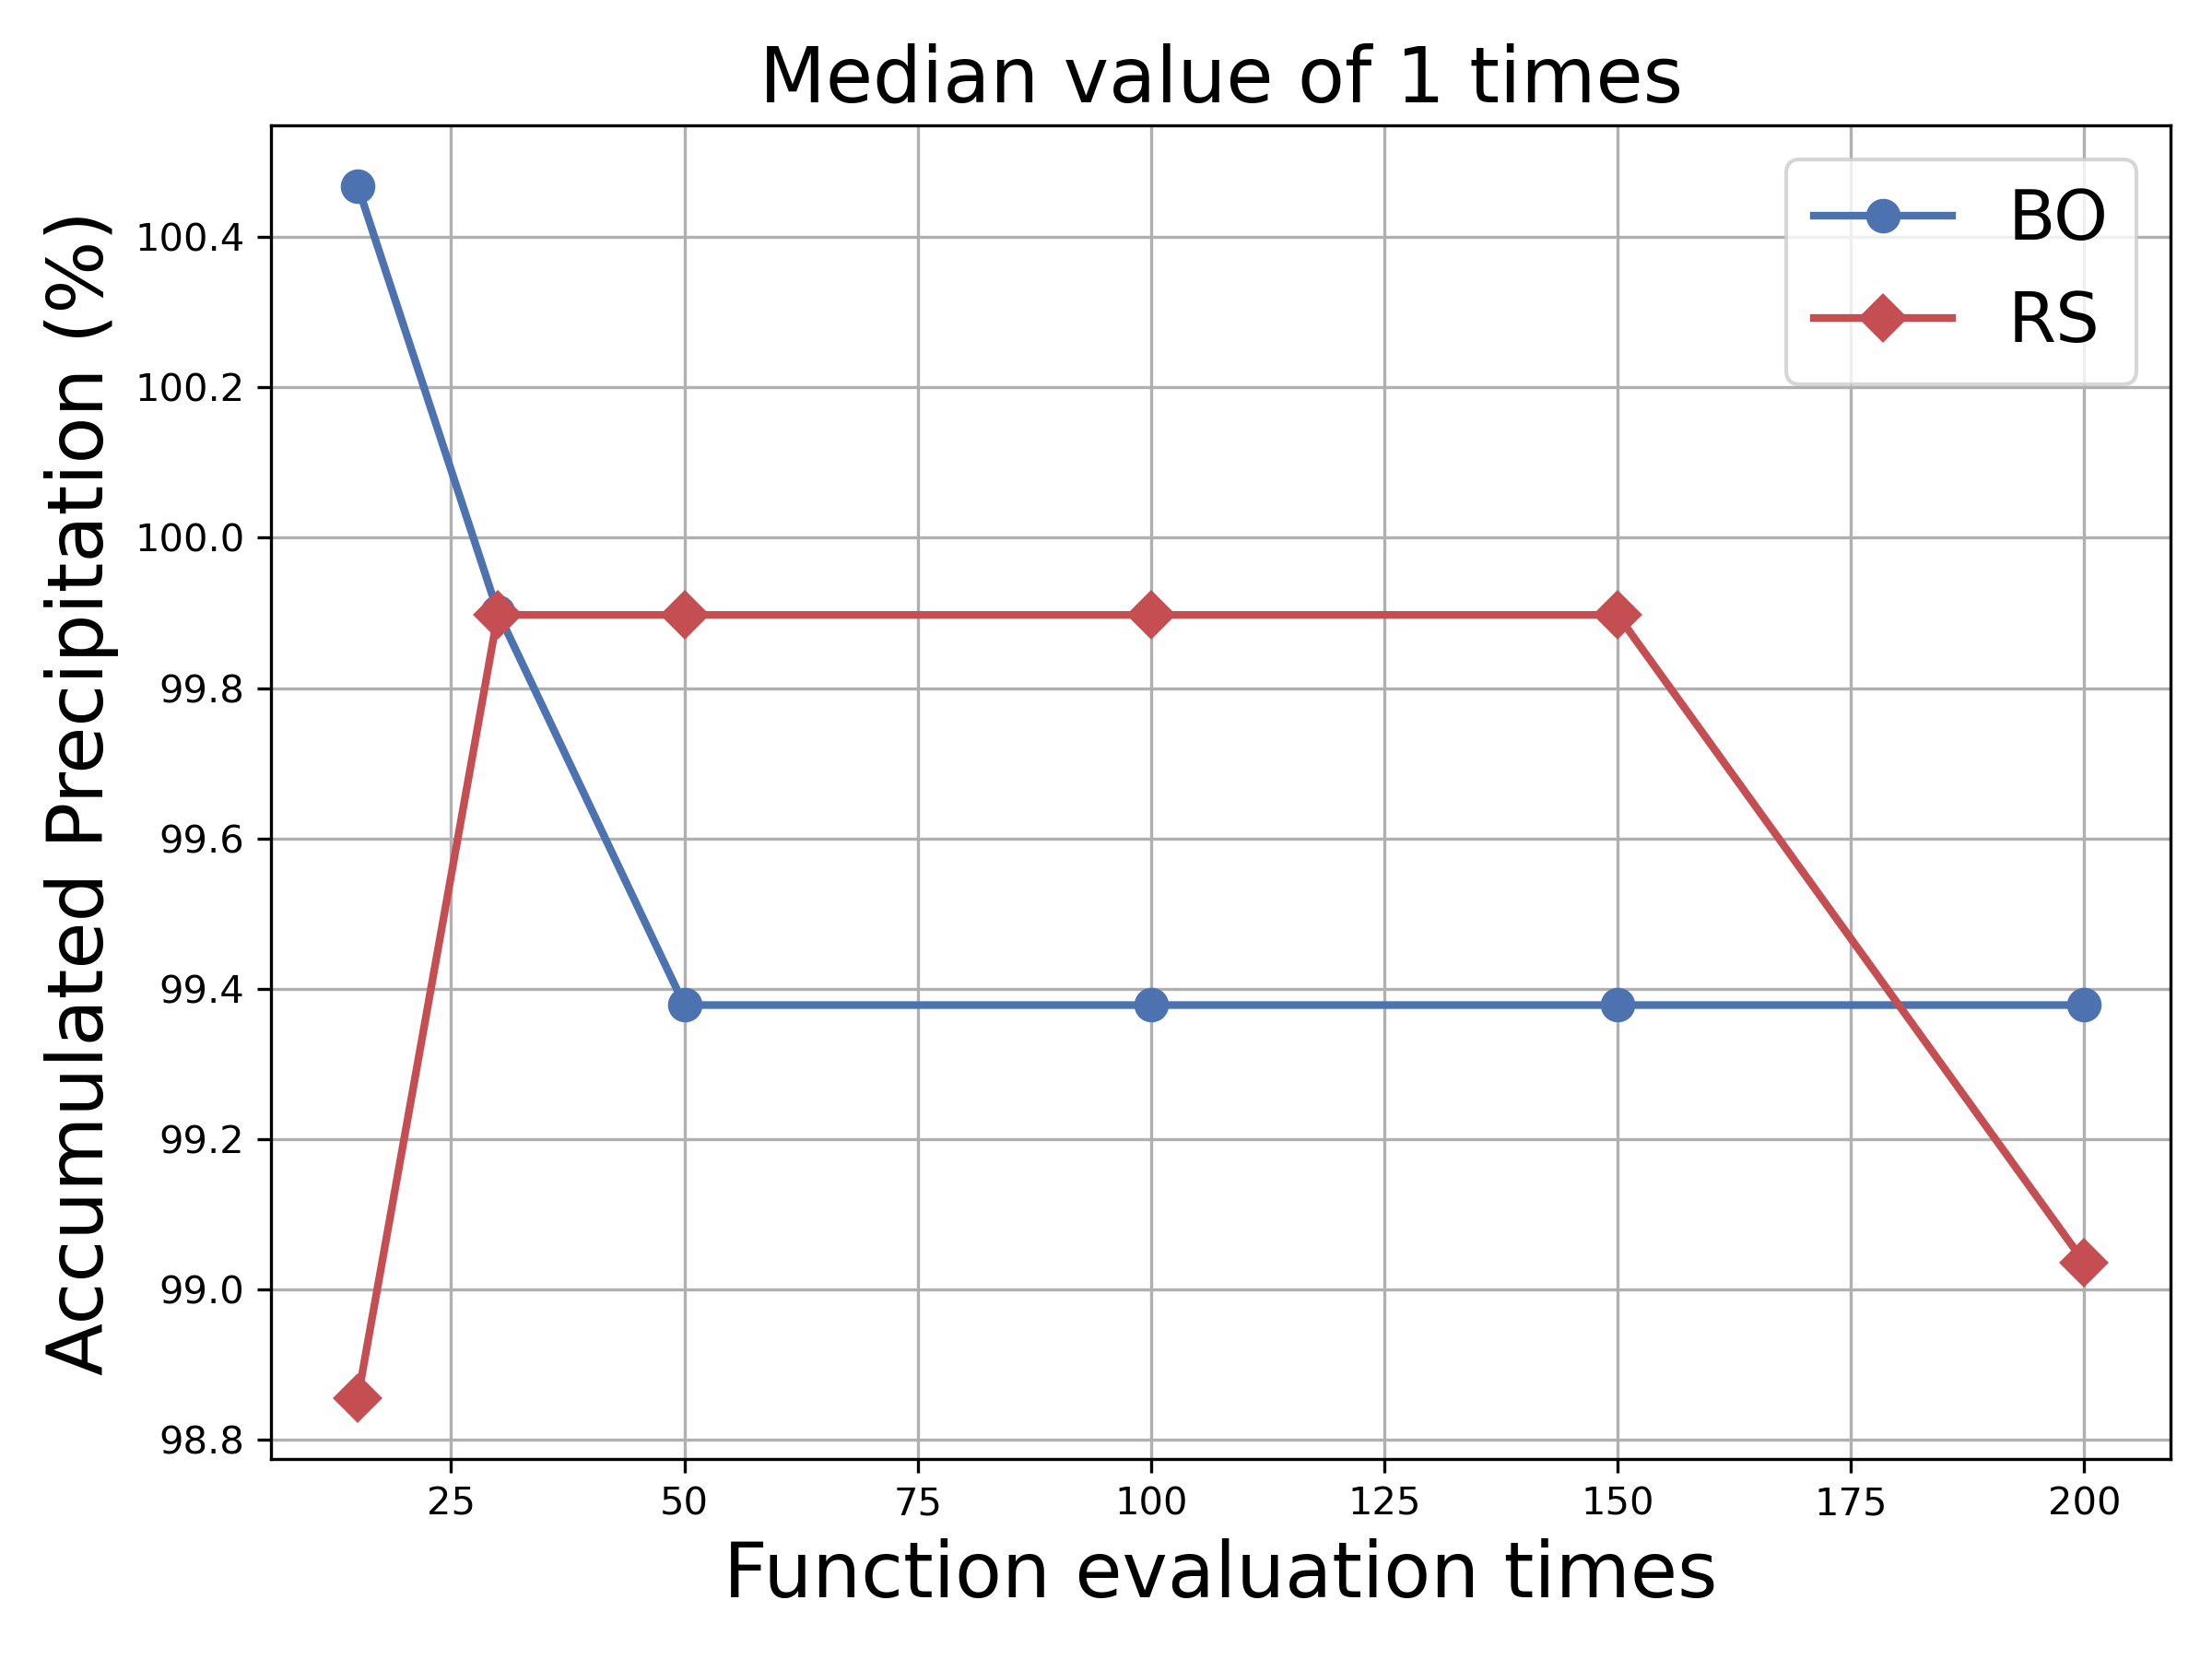 Median value of 1 times
Accumulated Precipitation (%)
100.4
100.2
100.0
99.8
99.6
99.4
99.2
99.0
98.8
BO
RS
25 50 75 100 125 150 175 200
Function evaluation times